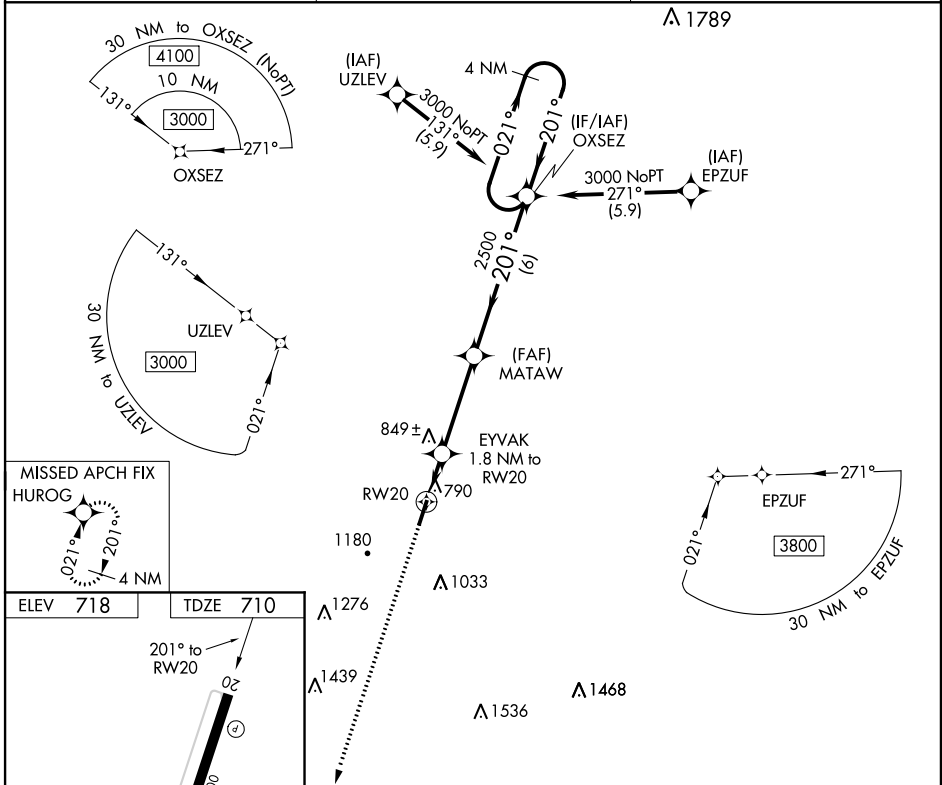 1789
30 NM to OXSEZ (NoPT)
4100
10 NM
3000
131°
271°
OXSEZ
(IAF)
UZLEV
3000 NoPT
131°
(5.9)
4 NM
021°
201°
(IF/IAF)
OXSEZ
(IAF)
EPZUF
3000 NoPT
271°
(5.9)
2500
201°
(6)
131°
UZLEV
3000
30 NM to UZLEV
021°
(FAF)
MATAW
849±
EYVAK
1.8 NM to
RW20
RW20
790
1180
1033
1276
1439
1536
1468
271°
EPZUF
021°
3800
30 NM to EPZUF
MISSED APCH FIX
HUROG
021°
201°
4 NM
ELEV 718
TDZE 710
201° to
RW20
20
P